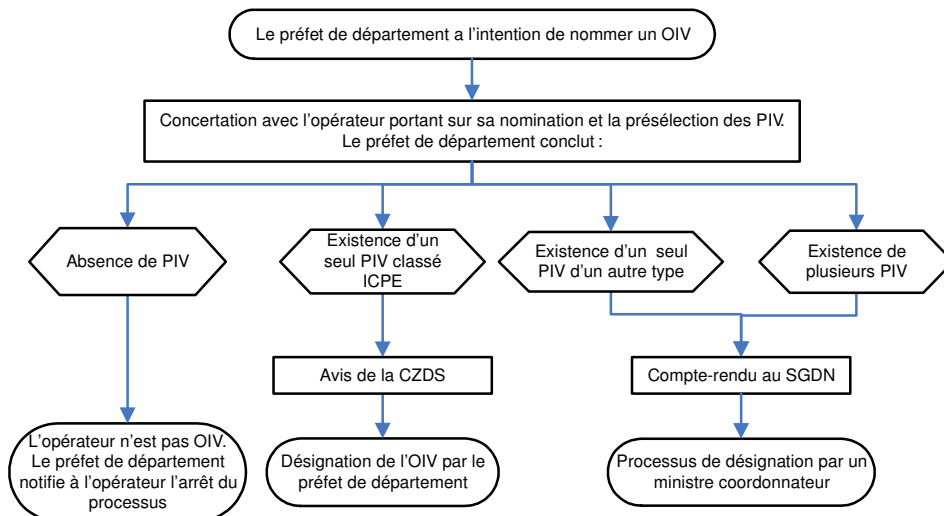 Le préfet de département a l'intention de nommer un OIV
Concertation avec l'opérateur portant sur sa nomination et la présélection des PIV.
Le préfet de département conclut :
Absence de PIV
Existence d'un
seul PIV classé
ICPE
Existence d'un seul
PIV d'un autre type
Existence de
plusieurs PIV
Avis de la CZDS
Compte-rendu au SGDN
L'opérateur n'est pas OIV.
Le préfet de département
notifie à l'opérateur l'arrêt du
processus
Désignation de l'OIV par le
préfet de département
Processus de désignation par un
ministre coordonnateur